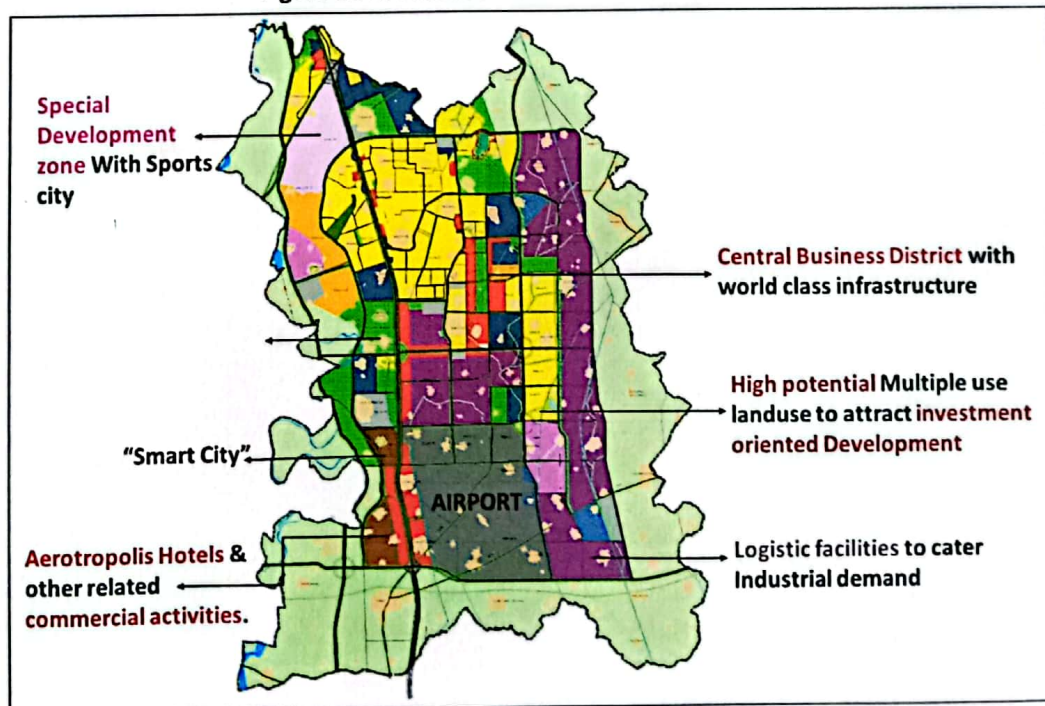 Special
Development
zone With Sports
city
Central Business District with
world class infrastructure
High potential Multiple use
landuse to attract investment
oriented Development
"Smart City"
AIRPORT
Aerotropolis Hotels &
other related
commercial activities.
Logistic facilities to cater
Industrial demand